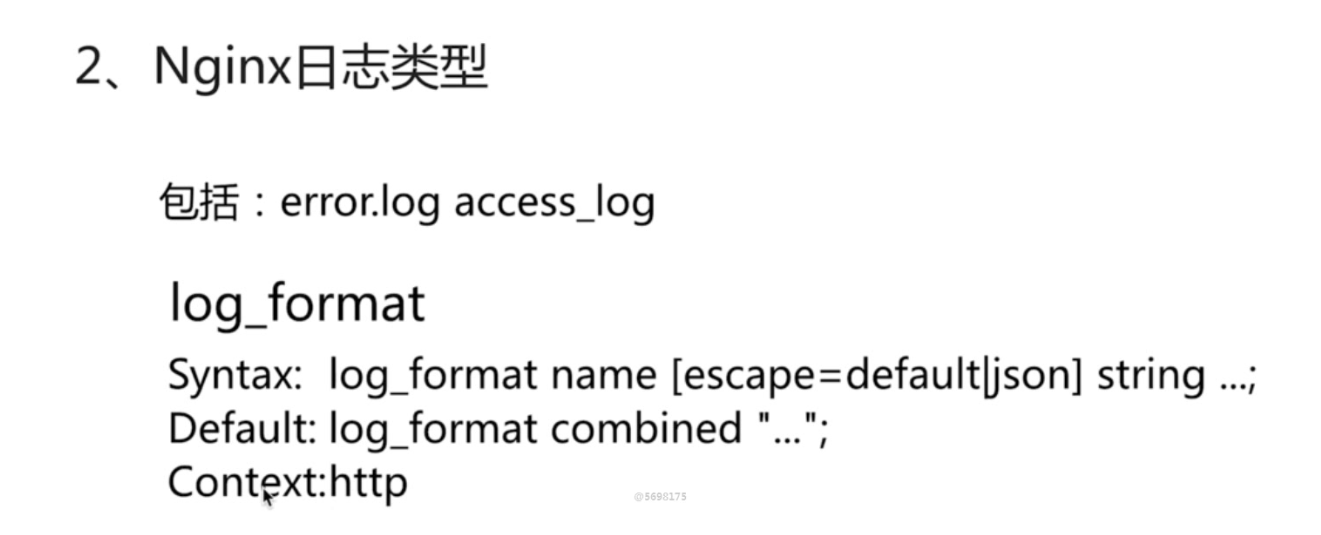 2、Nginx日志类型
包括：error.log access_log
log_format
Syntax: log_format name [escape=default|json] string ...;
Default: log_format combined "...";
Context:http
@5698175